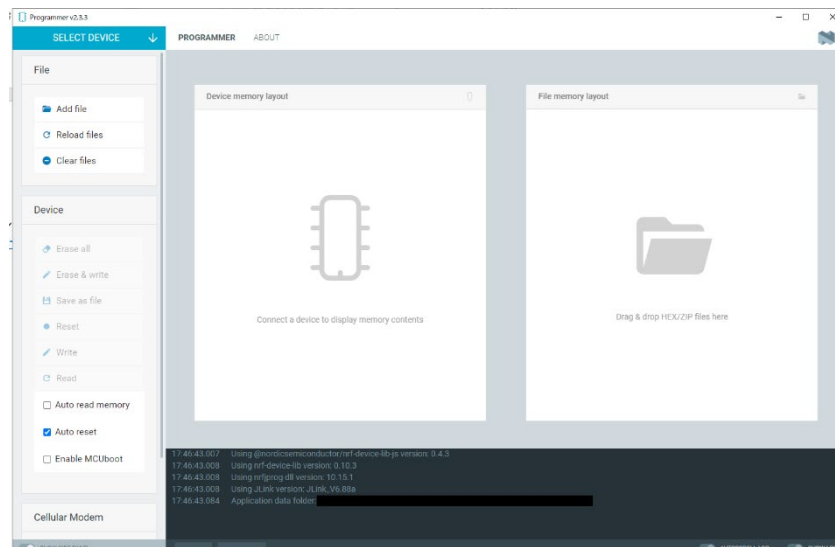 Programmer v2.3.3
SELECT DEVICE
PROGRAMMER
ABOUT
File
Add file
Reload files
Clear files
Device
Erase all
Erase & write
Save as file
Reset
Write
Read
Auto read memory
Auto reset
Enable MCUboot
Cellular Modem
Device memory layout
Connect a device to display memory contents
File memory layout
Drag & drop HEX/ZIP files here
17:46:43.007 Using @nordicsemiconductor/nrf-device-lib-js version: 0.4.3
17:46:43.008 Using nrf-device-lib version: 0.10.3
17:46:43.008 Using nrfjprog dll version: 10.15.1
17:46:43.008 Using JLink version: JLink_V6.88a
17:46:43.084 Application data folder: